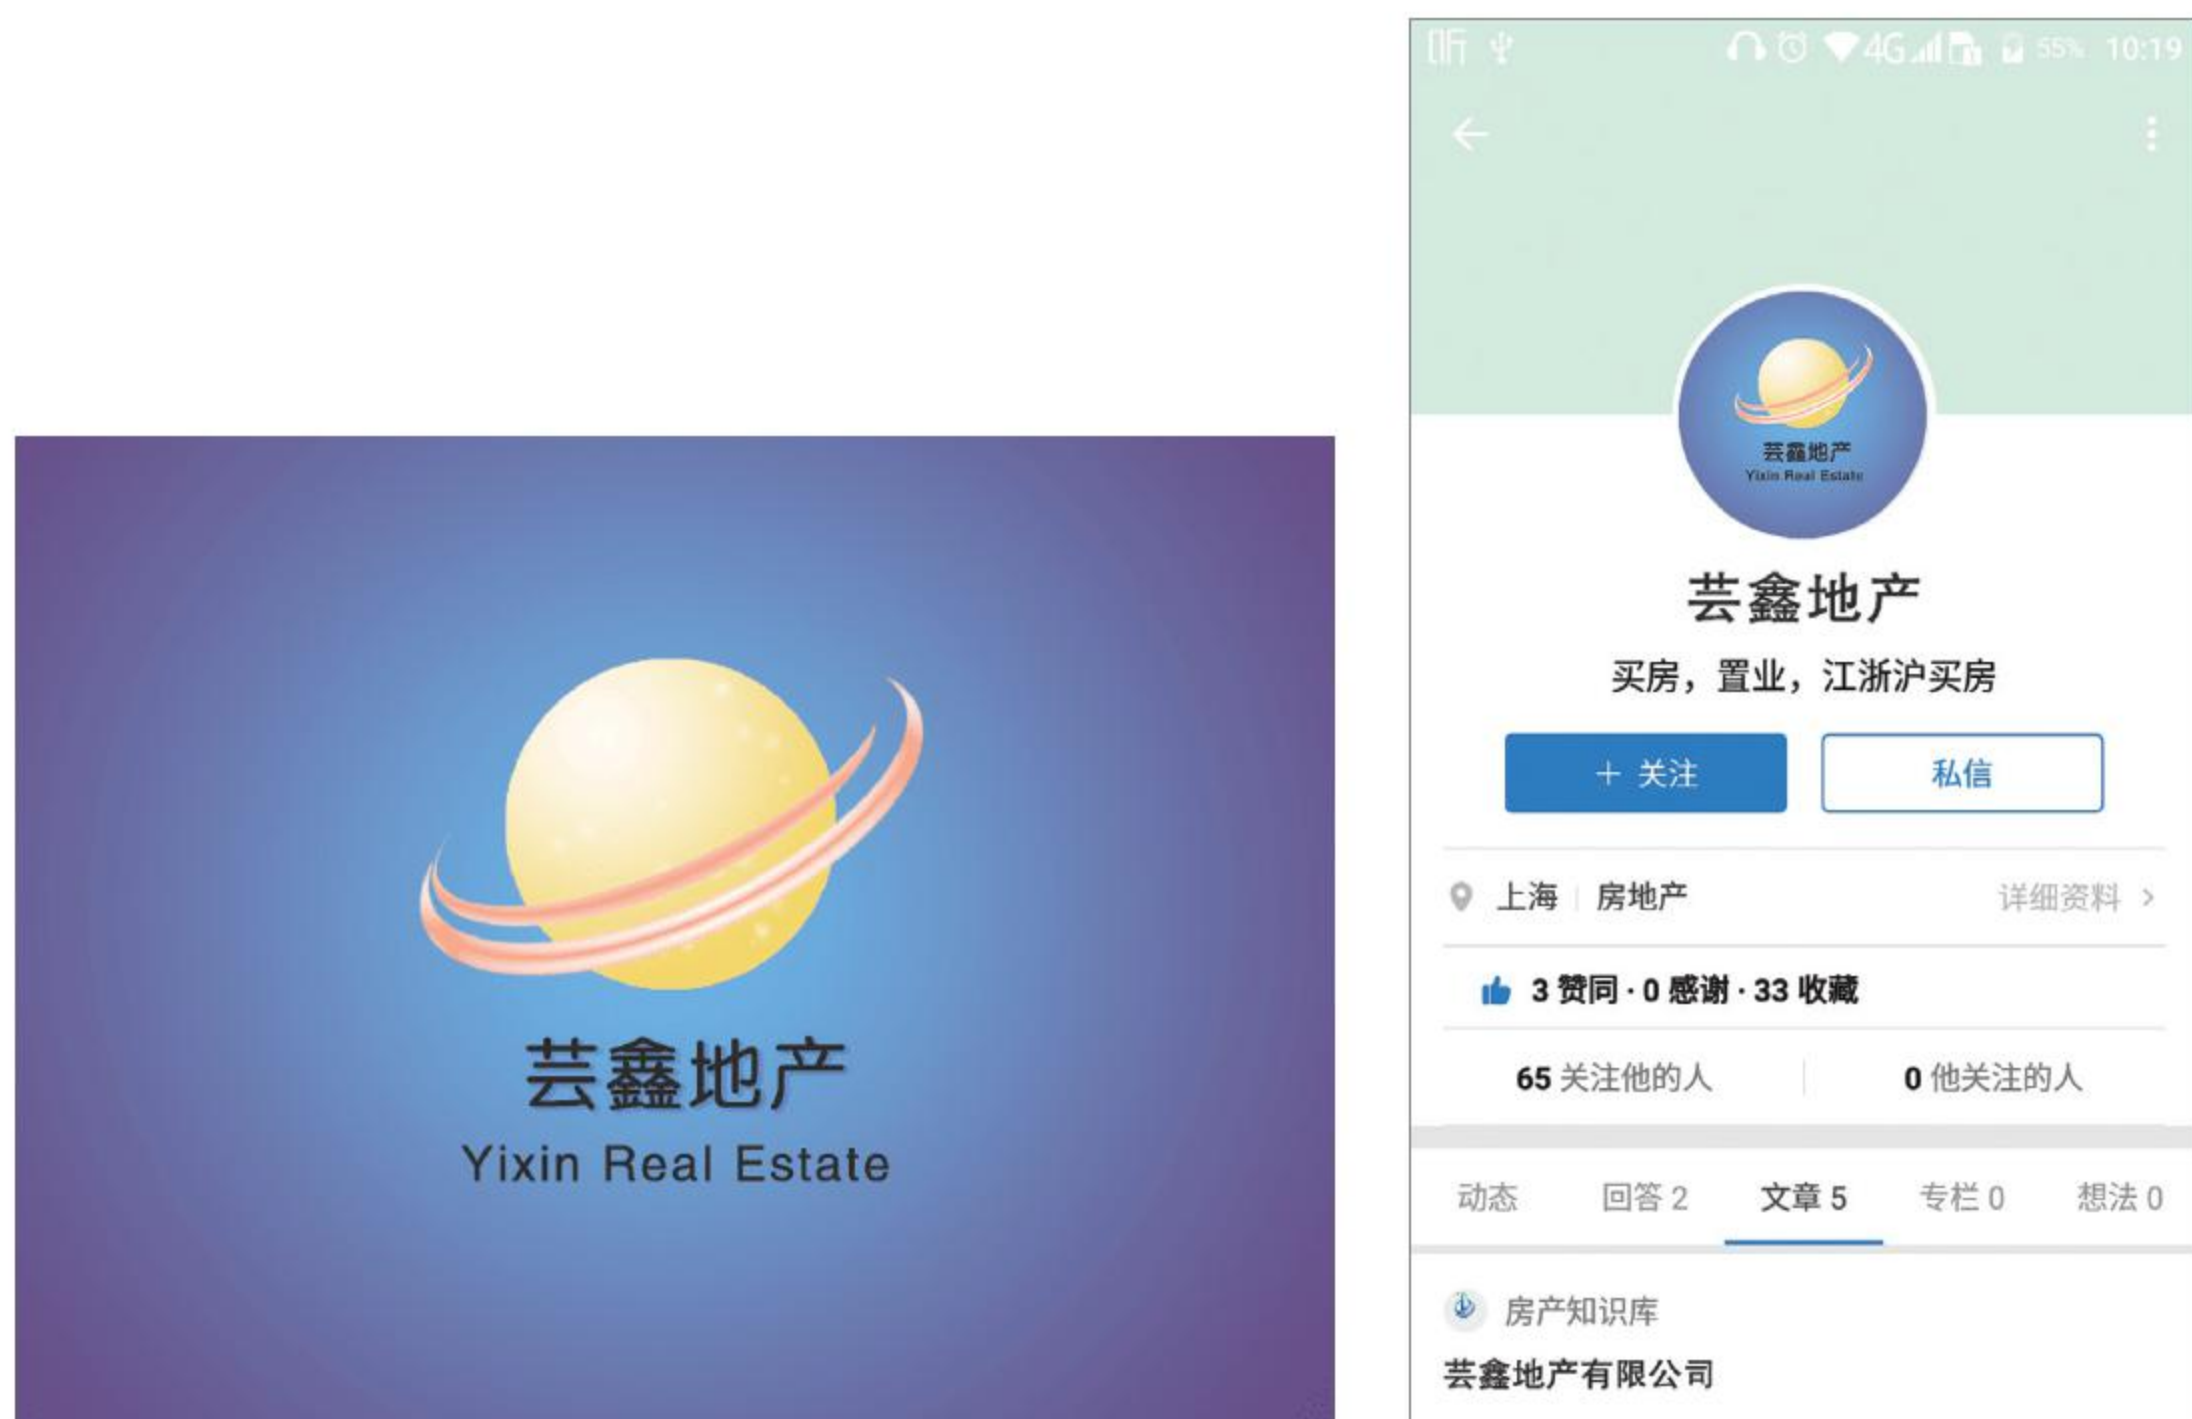 芸鑫地产
Yixin Real Estate
听 4G 55% 10:19
芸鑫地产
Yixin Real Estate
芸鑫地产
买房，置业，江浙沪买房
+ 关注 私信
上海 房地产 详细资料 >
3 赞同 · 0 感谢 · 33 收藏
65 关注他的人 0 他关注的人
动态 回答 2 文章 5 专栏 0 想法 0
房产知识库
芸鑫地产有限公司